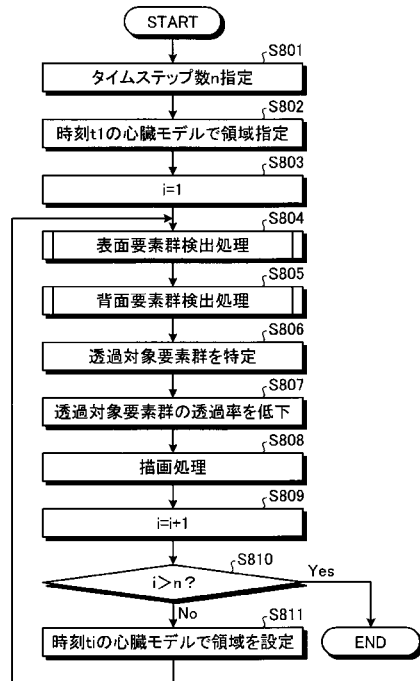 START
S801
タイムステップ数n指定
S802
時刻t1の心臓モデルで領域指定
S803
i=1
S804
表面要素群検出処理
S805
背面要素群検出処理
S806
透過対象要素群を特定
S807
透過対象要素群の透過率を低下
S808
描画処理
S809
i=i+1
S810
i>n?
Yes
No
S811
時刻tiの心臓モデルで領域を設定
END